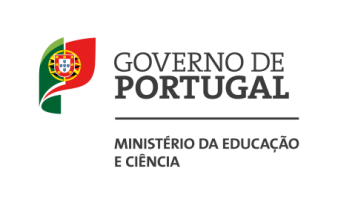 GOVERNO DE
PORTUGAL
MINISTÉRIO DA EDUCAÇÃO
E CIÊNCIA